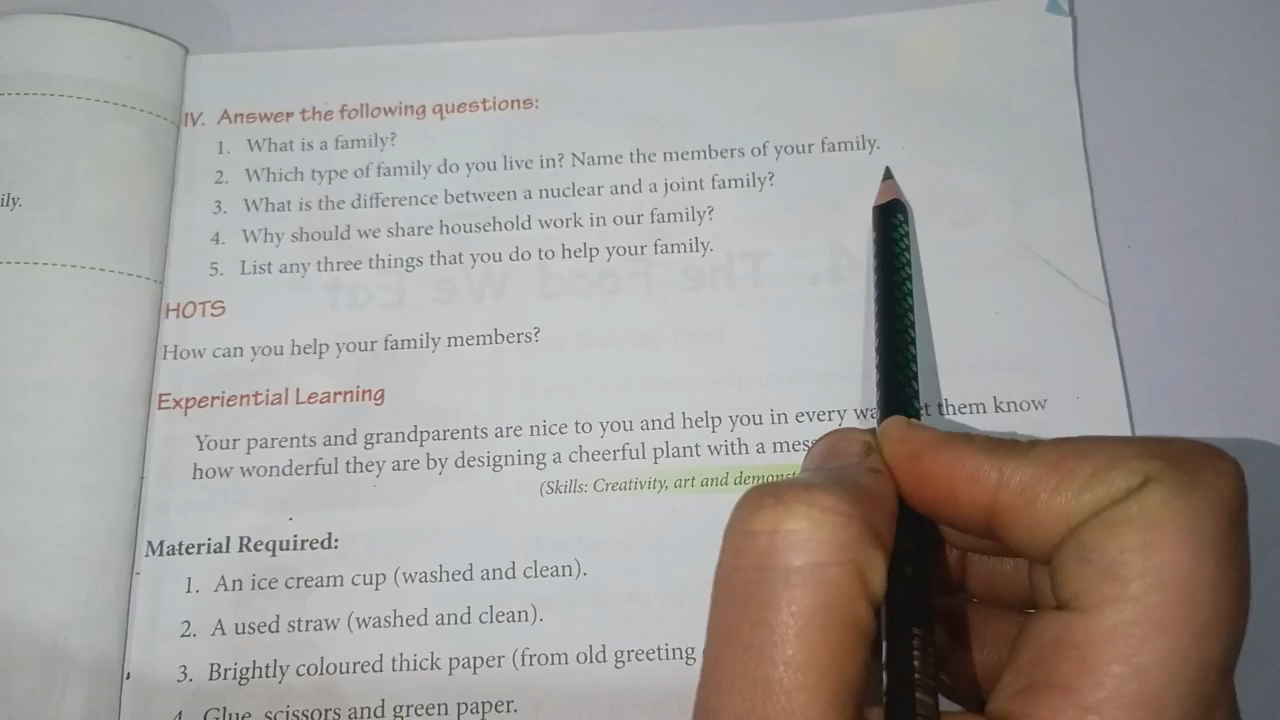 ily.
IV. Answer the following questions:
1. What is a family?
2. Which type of family do you live in? Name the members of your family.
3. What is the difference between a nuclear and a joint family?
4. Why should we share household work in our family?
5. List any three things that you do to help your family.
HOTS
How can you help your family members?
Experiential Learning
Your parents and grandparents are nice to you and help you in every them know
how wonderful they are by designing a cheerful plant with a
(Skills: Creativity, art and
Material Required:
1. An ice cream cup (washed and clean).
2. A used straw (washed and clean).
3. Brightly coloured thick paper (from old greeting
4. Glue, scissors and green paper.